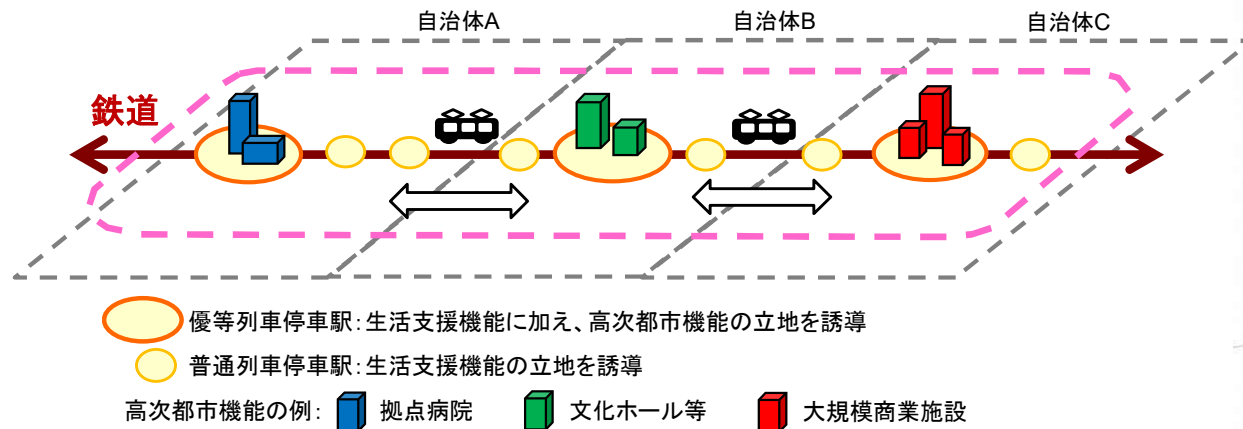 自治体A
自治体B
自治体C
鉄道
優等列車停車駅：生活支援機能に加え、高次都市機能の立地を誘導
普通列車停車駅：生活支援機能の立地を誘導
高次都市機能の例： 拠点病院 文化ホール等 大規模商業施設